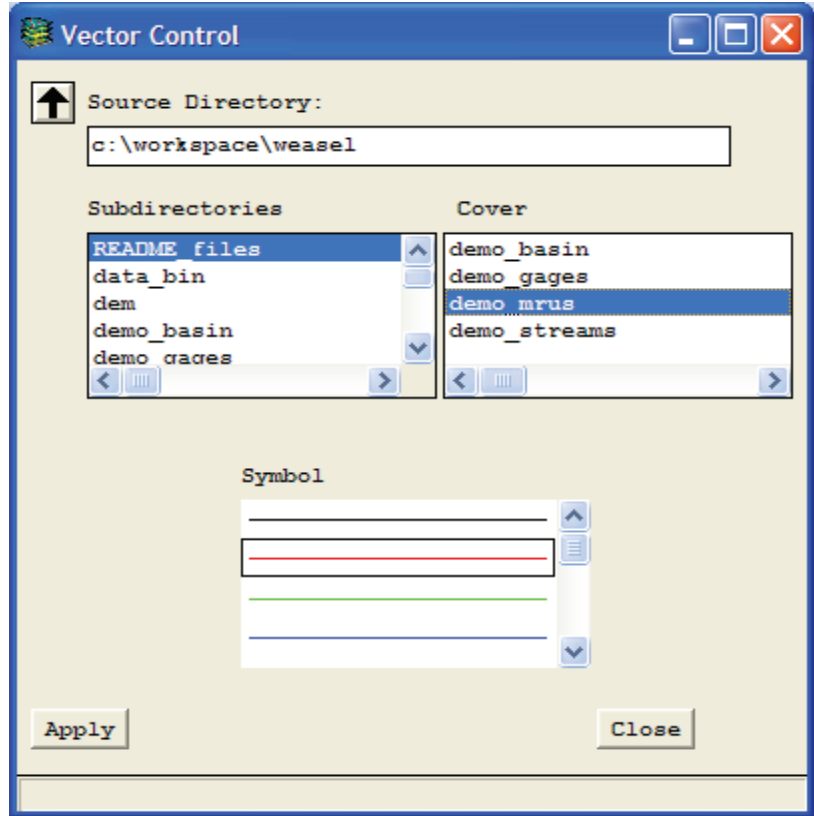 Vector Control
Source Directory:
c:\workspace\weasel
Subdirectories
Cover
README_files
data_bin
dem
demo_basin
demo_gages
demo_basin
demo_gages
demo_mrus
demo_streams
Symbol
Apply
Close